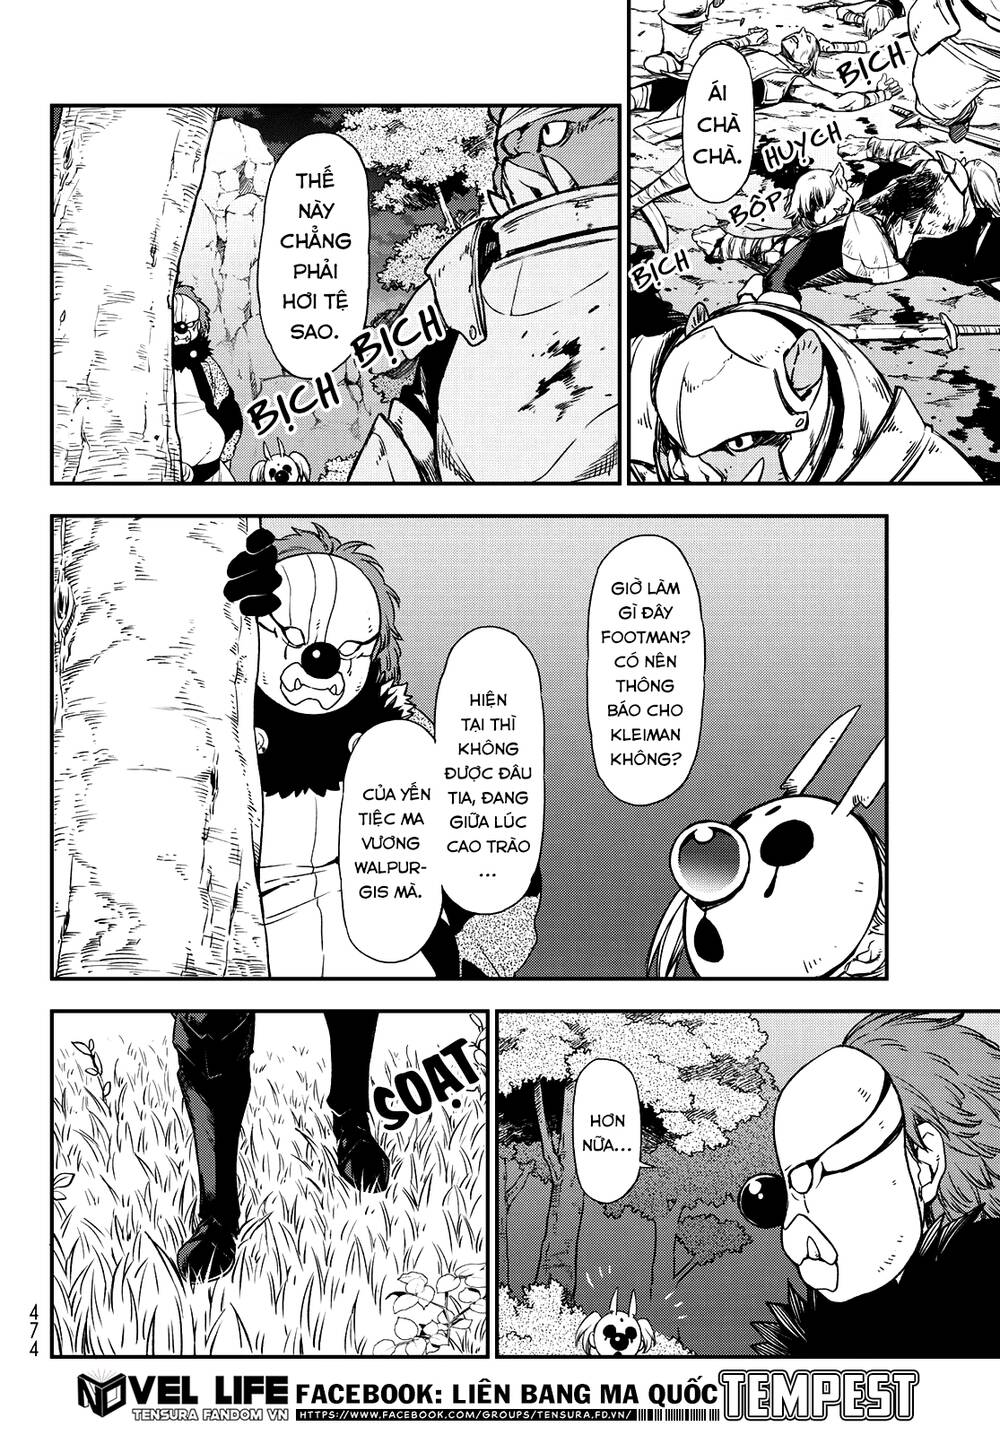 ÁI
CHÀ
CHÀ.
BỊCH
HUỴCH
BỐP
BỊCH
THẾ
NÀY
CHẲNG
PHẢI
HƠI TỆ
SAO.
BỊCH
BỊCH
GIỜ LÀM
GÌ ĐÂY
FOOTMAN?
CÓ NÊN
THÔNG
BÁO CHO
KLEIMAN
KHÔNG?
HIỆN
TẠI THÌ
KHÔNG
ĐƯỢC ĐÂU
TIA, ĐANG
GIỮA LÚC
CAO TRÀO
...
CỦA YẾN
TIỆC MA
VƯƠNG
WALPUR-
GIS MÀ.
HƠN
NỮA...
SOẠT
474
NOVEL LIFE
TENSURA FANDOM VN
FACEBOOK: LIÊN BANG MA QUỐC
HTTPS://WWW.FACEBOOK.COM/GROUPS/TENSURA.FD.VN/
TEMPEST